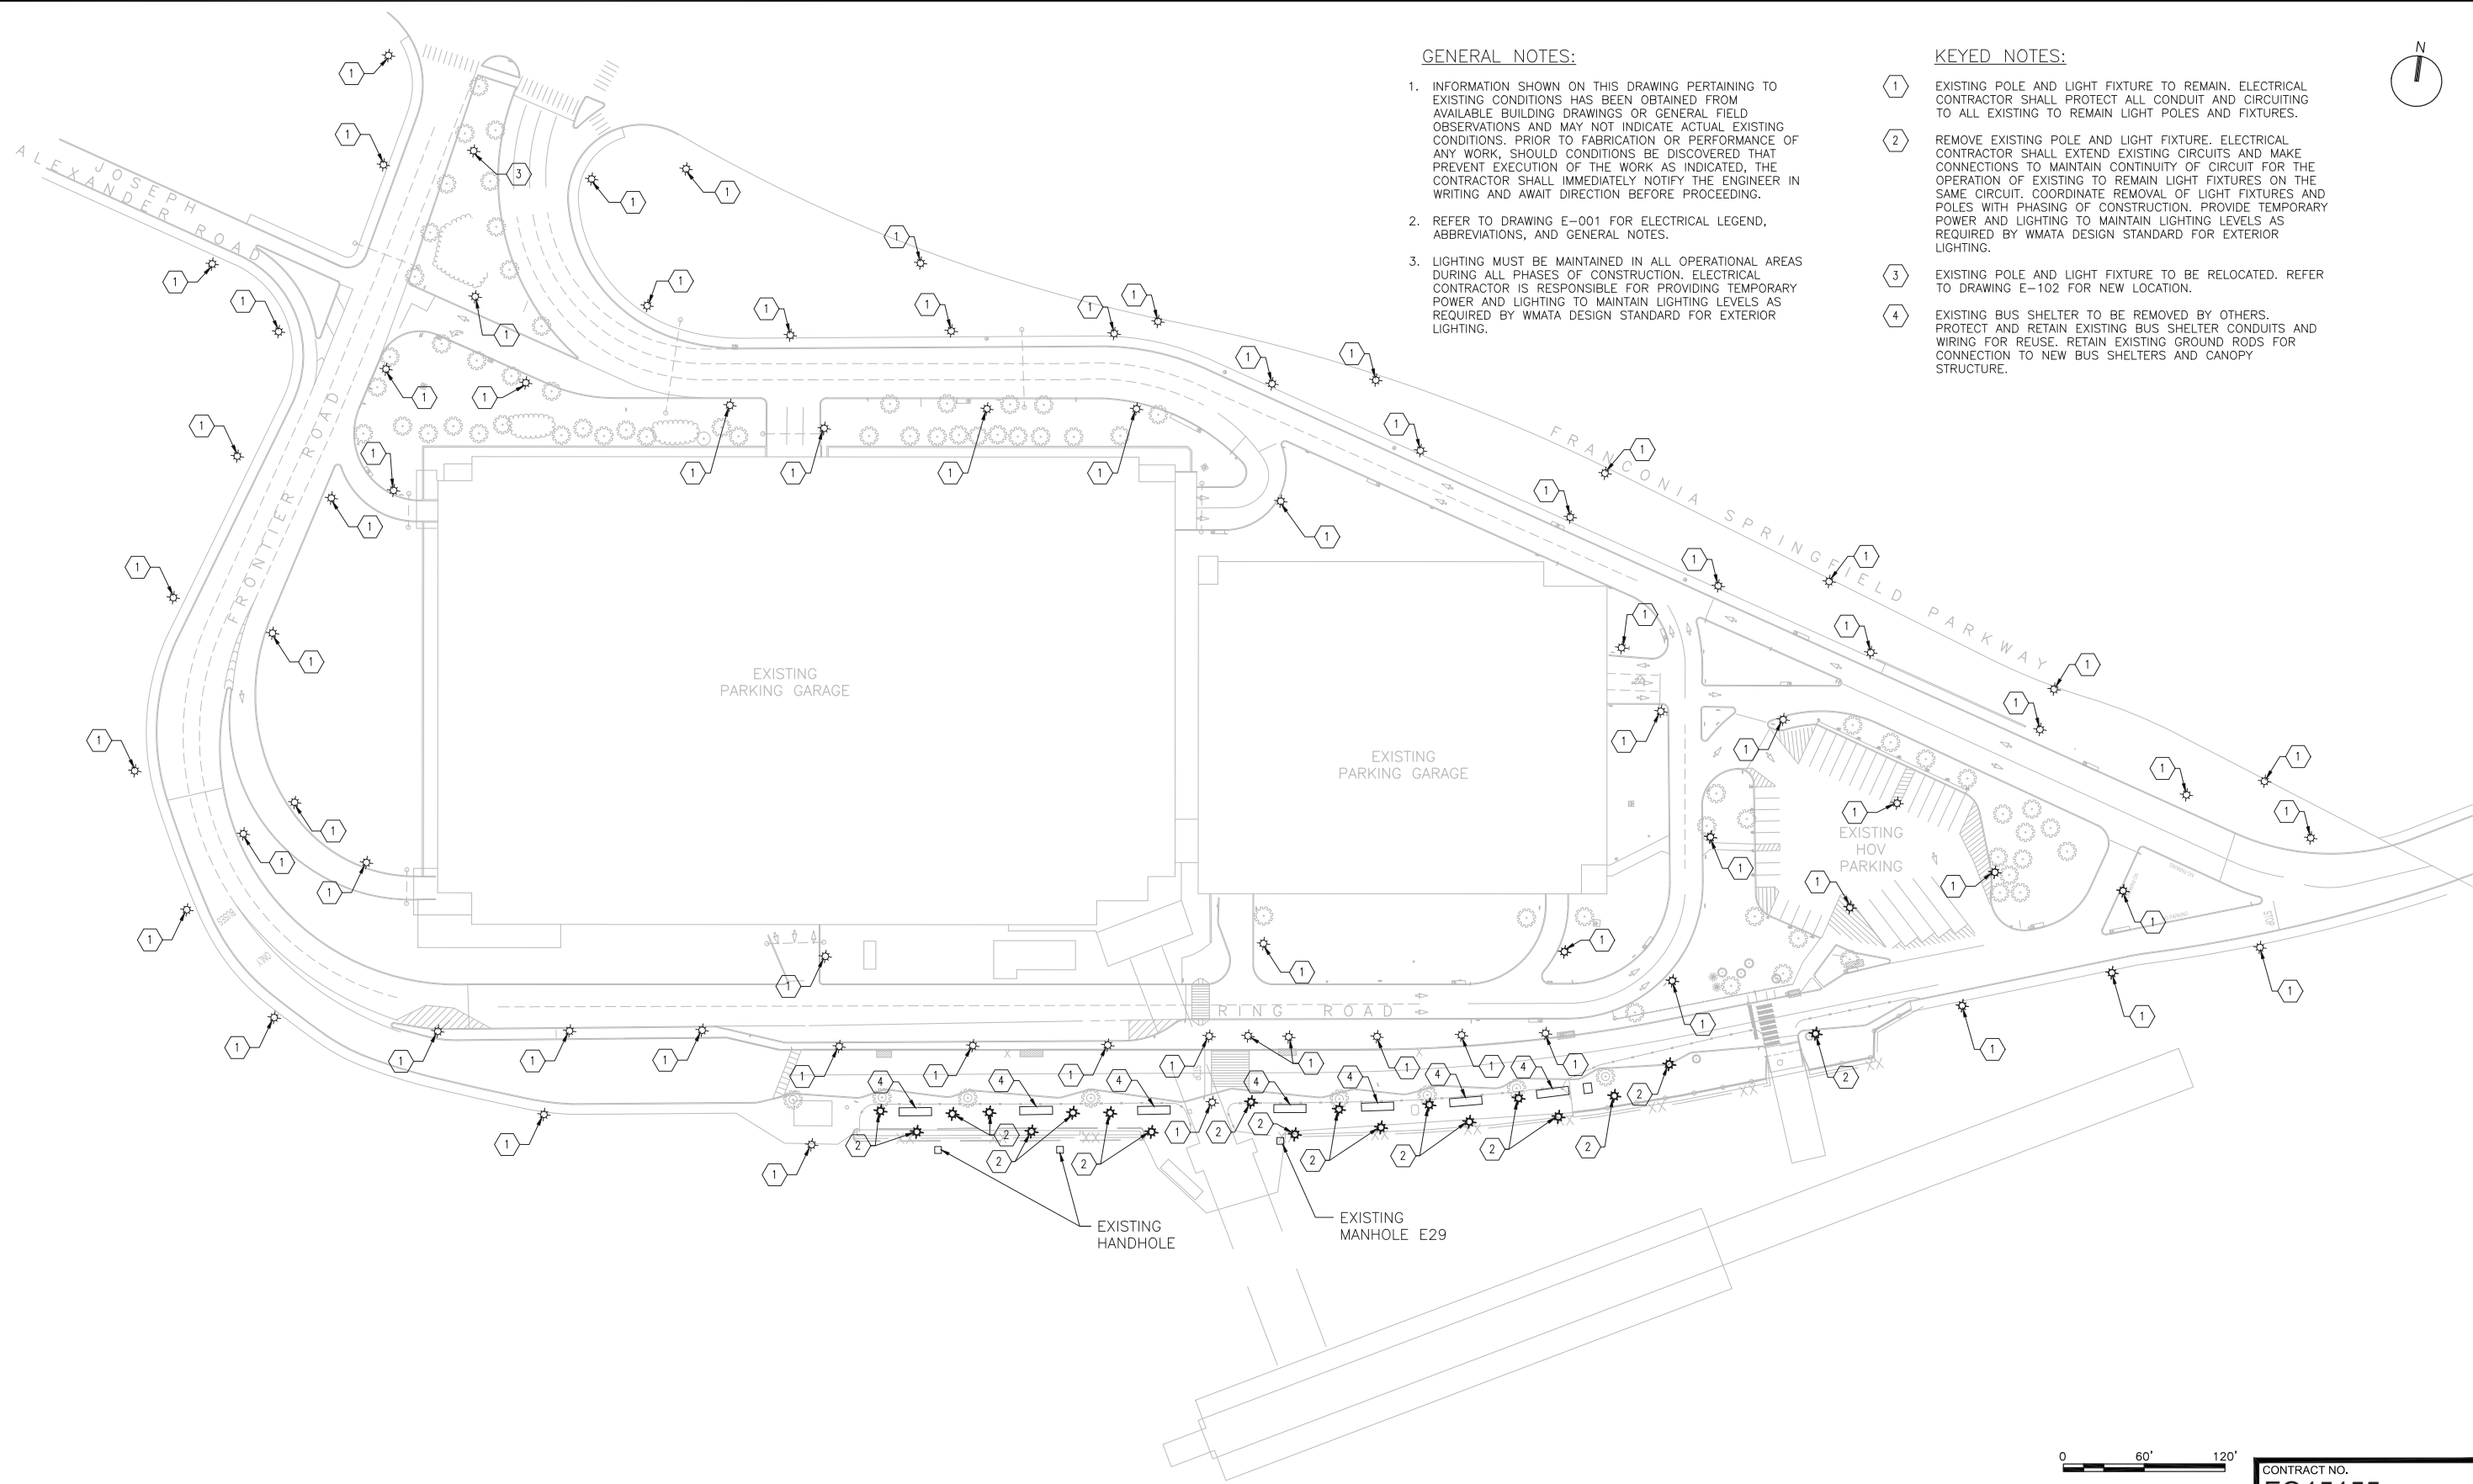 GENERAL NOTES:
1. INFORMATION SHOWN ON THIS DRAWING PERTAINING TO
EXISTING CONDITIONS HAS BEEN OBTAINED FROM
AVAILABLE BUILDING DRAWINGS OR GENERAL FIELD
OBSERVATIONS AND MAY NOT INDICATE ACTUAL EXISTING
CONDITIONS. PRIOR TO FABRICATION OR PERFORMANCE OF
ANY WORK, SHOULD CONDITIONS BE DISCOVERED THAT
PREVENT EXECUTION OF THE WORK AS INDICATED, THE
CONTRACTOR SHALL IMMEDIATELY NOTIFY THE ENGINEER IN
WRITING AND AWAIT DIRECTION BEFORE PROCEEDING.
2. REFER TO DRAWING E-001 FOR ELECTRICAL LEGEND,
ABBREVIATIONS, AND GENERAL NOTES.
3. LIGHTING MUST BE MAINTAINED IN ALL OPERATIONAL AREAS
DURING ALL PHASES OF CONSTRUCTION. ELECTRICAL
CONTRACTOR IS RESPONSIBLE FOR PROVIDING TEMPORARY
POWER AND LIGHTING TO MAINTAIN LIGHTING LEVELS AS
REQUIRED BY WMATA DESIGN STANDARD FOR EXTERIOR
LIGHTING.
KEYED NOTES:
1 EXISTING POLE AND LIGHT FIXTURE TO REMAIN. ELECTRICAL
CONTRACTOR SHALL PROTECT ALL CONDUIT AND CIRCUITING
TO ALL EXISTING TO REMAIN LIGHT POLES AND FIXTURES.
2 REMOVE EXISTING POLE AND LIGHT FIXTURE. ELECTRICAL
CONTRACTOR SHALL EXTEND EXISTING CIRCUITS AND MAKE
CONNECTIONS TO MAINTAIN CONTINUITY OF CIRCUIT FOR THE
OPERATION OF EXISTING TO REMAIN LIGHT FIXTURES ON THE
SAME CIRCUIT. COORDINATE REMOVAL OF LIGHT FIXTURES AND
POLES WITH PHASING OF CONSTRUCTION. PROVIDE TEMPORARY
POWER AND LIGHTING TO MAINTAIN LIGHTING LEVELS AS
REQUIRED BY WMATA DESIGN STANDARD FOR EXTERIOR
LIGHTING.
3 EXISTING POLE AND LIGHT FIXTURE TO BE RELOCATED. REFER
TO DRAWING E-102 FOR NEW LOCATION.
4 EXISTING BUS SHELTER TO BE REMOVED BY OTHERS.
PROTECT AND RETAIN EXISTING BUS SHELTER CONDUITS AND
WIRING FOR REUSE. RETAIN EXISTING GROUND RODS FOR
CONNECTION TO NEW BUS SHELTERS AND CANOPY
STRUCTURE.
N
JOSEPH
ALEXANDER ROAD
FRONTIER ROAD
FRANCONIA SPRINGFIELD PARKWAY
EXISTING
PARKING GARAGE
EXISTING
PARKING GARAGE
EXISTING
HOV
PARKING
BUSES
ONLY
STOP
RING ROAD
EXISTING
HANDHOLE
EXISTING
MANHOLE E29
0 60' 120'
CONTRACT NO.